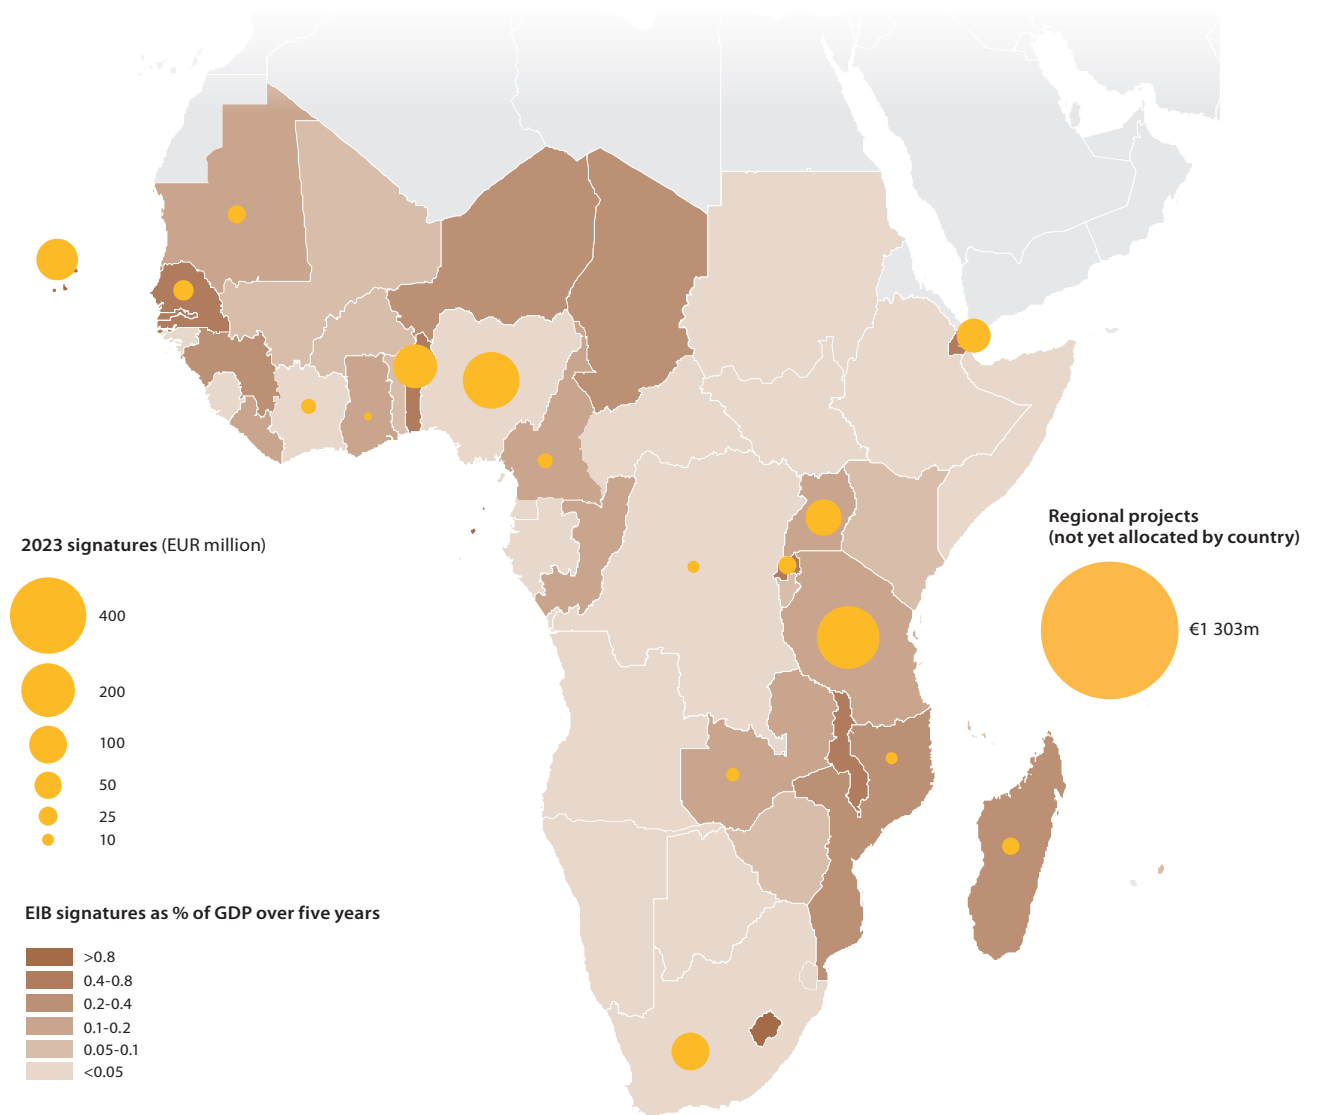 2023 signatures (EUR million)
400
200
100
50
25
10
EIB signatures as % of GDP over five years
>0.8
0.4-0.8
0.2-0.4
0.1-0.2
0.05-0.1
<0.05
Regional projects
(not yet allocated by country)
€1 303m